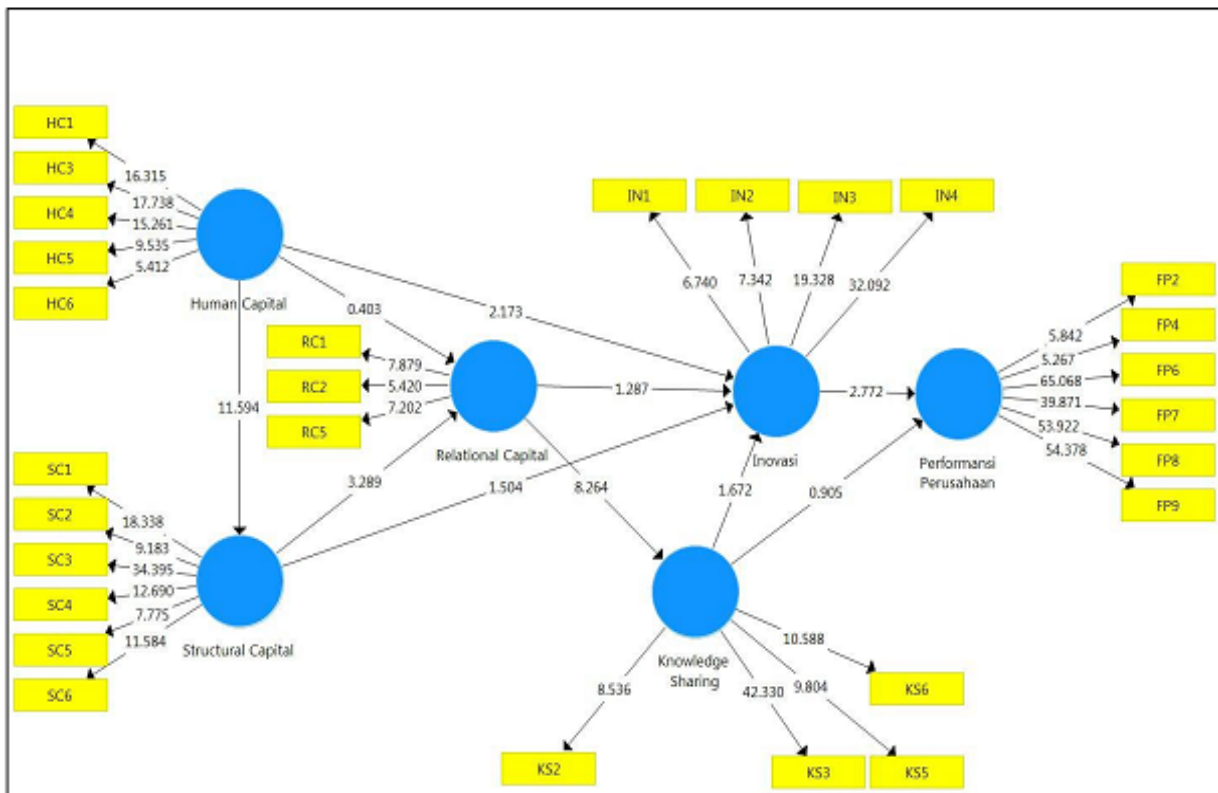 HC1
HC3
HC4
HC5
HC6
16.315
17.738
15.261
9.535
5.412
Human Capital
0.403
2.173
11.594
RC1
RC2
RC5
7.879
5.420
7.202
Relational Capital
1.287
IN1
IN2
IN3
IN4
6.740
7.342
19.328
32.092
Inovasi
2.772
FP2
FP4
FP6
FP7
FP8
FP9
5.842
5.267
65.068
39.871
53.922
54.378
Performansi
Perusahaan
SC1
SC2
SC3
SC4
SC5
SC6
18.338
9.183
34.395
12.690
7.775
11.584
Structural Capital
3.289
1.504
8.264
1.672
0.905
Knowledge
Sharing
8.536
42.330
9.804
10.588
KS2
KS3
KS5
KS6